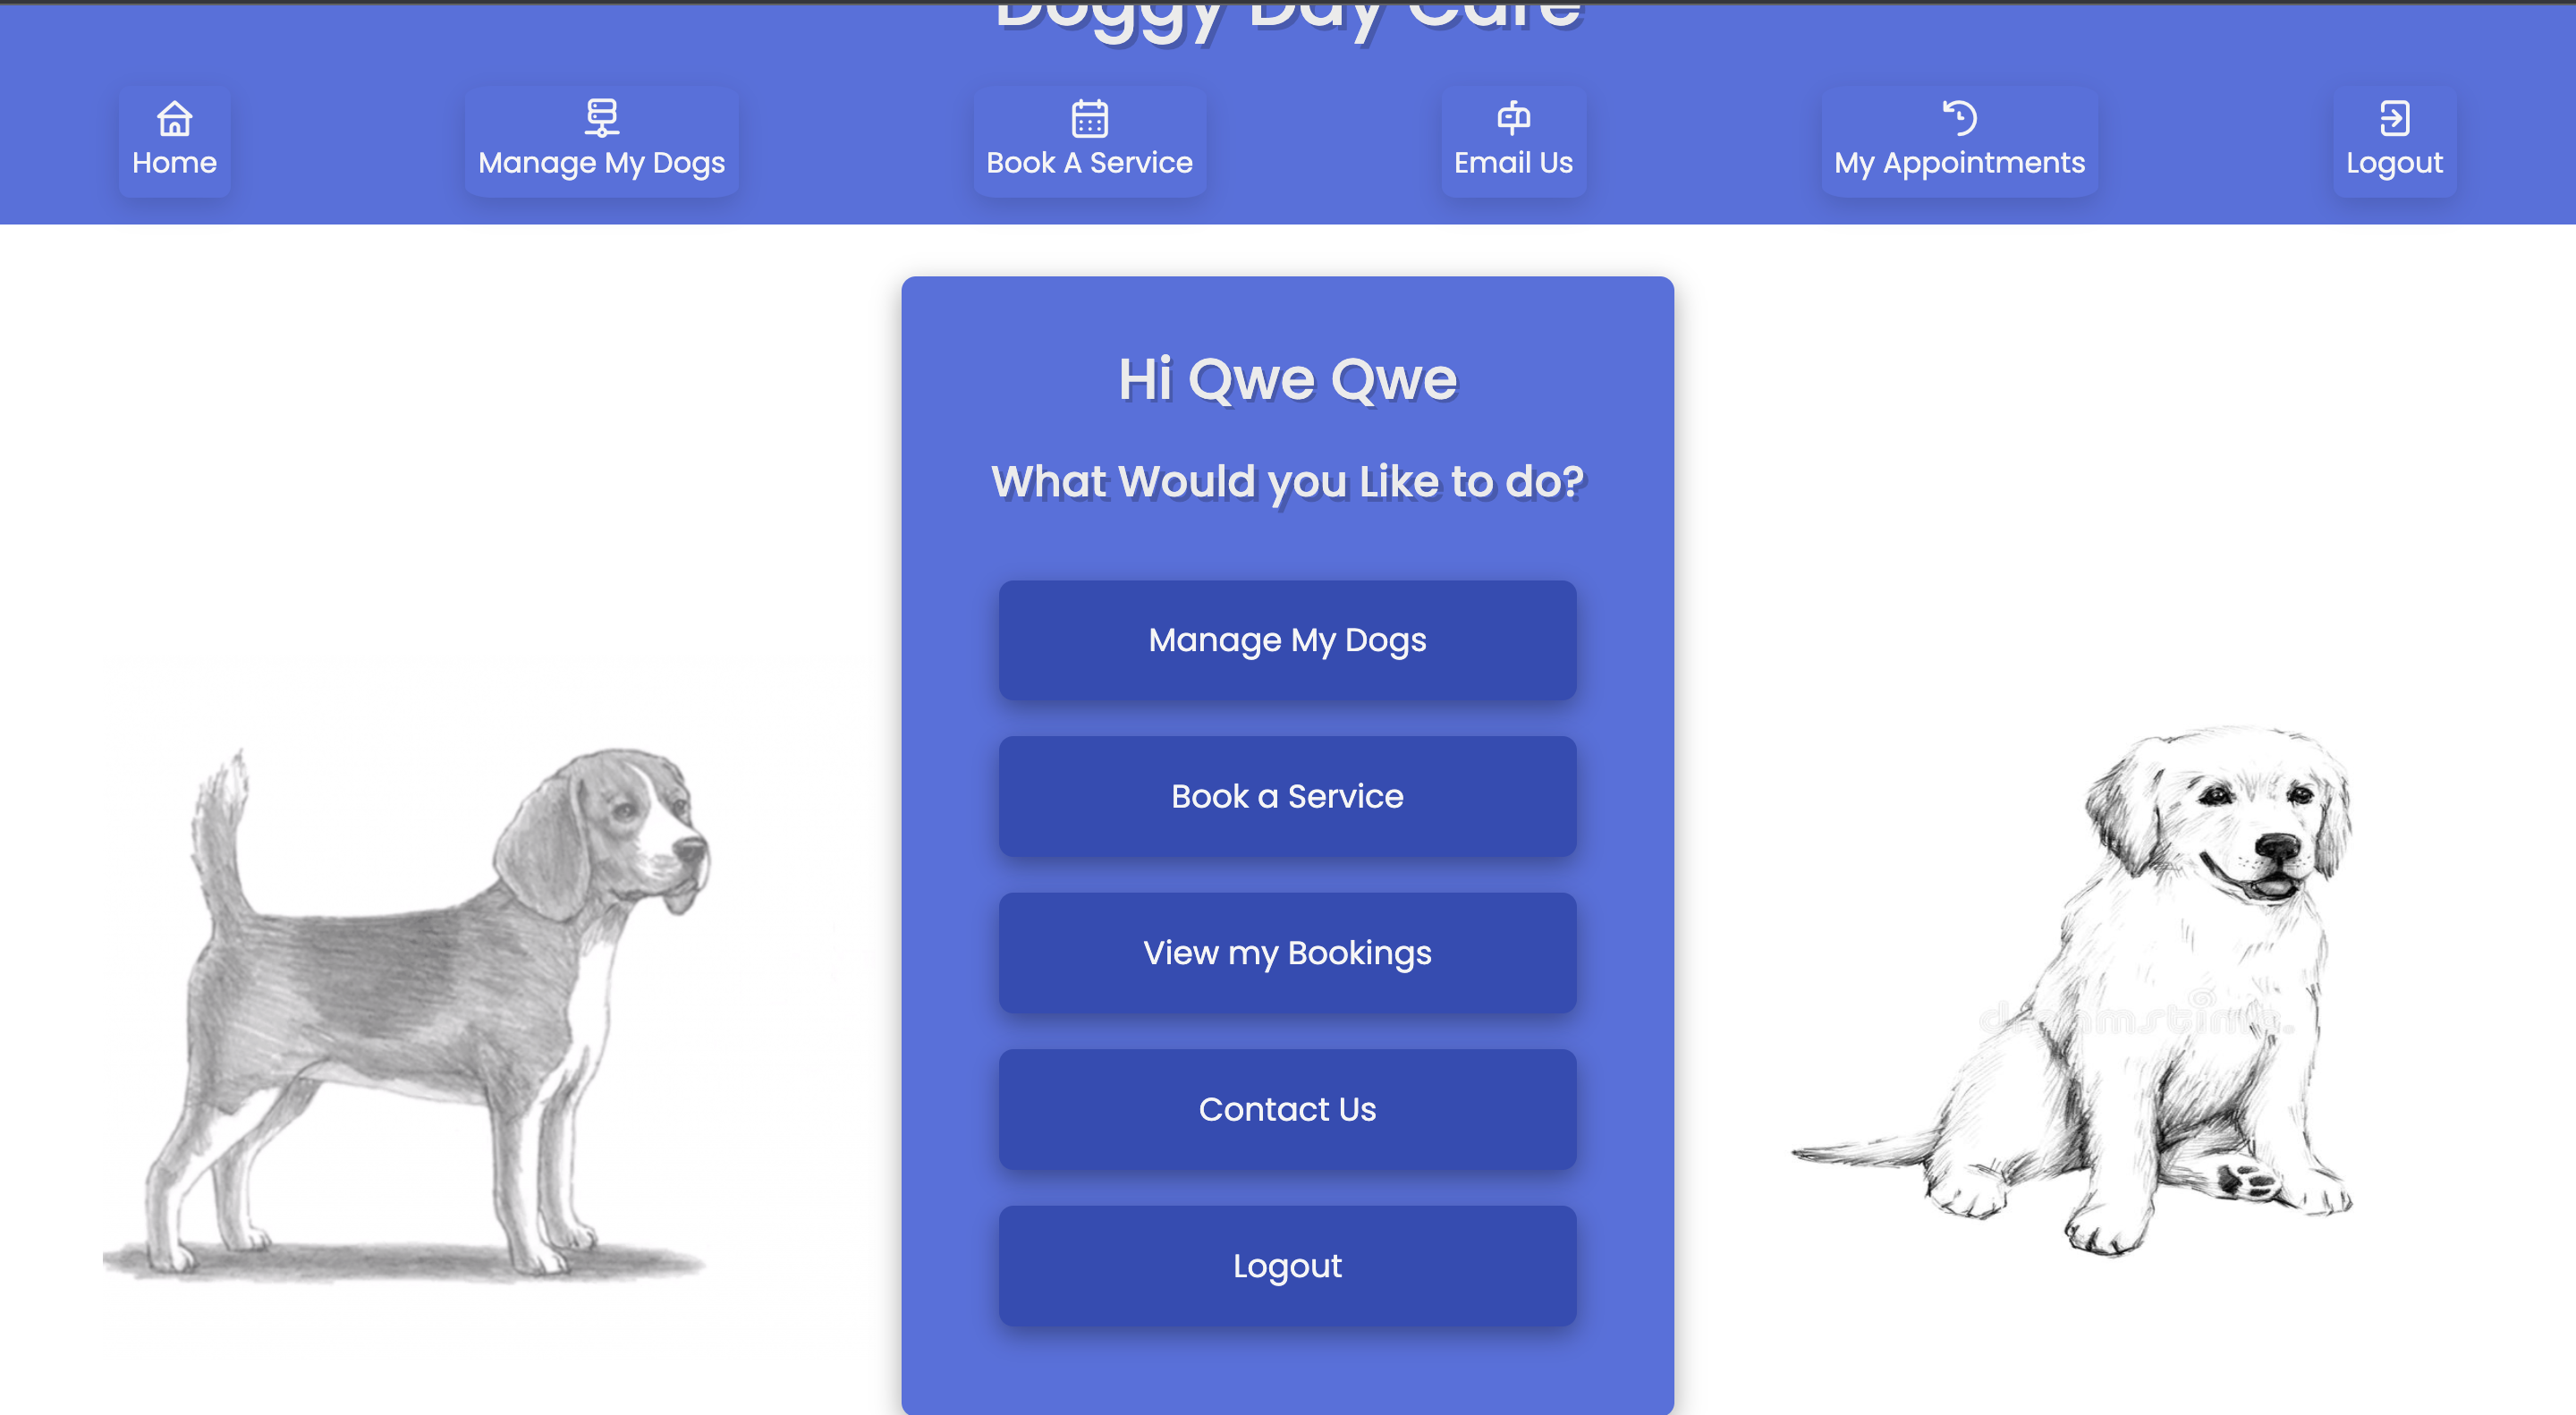 Doggy Day Care
Home
Manage My Dogs
Book A Service
Email Us
My Appointments
Logout
Hi Qwe Qwe
What Would you Like to do?
Manage My Dogs
Book a Service
View my Bookings
Contact Us
Logout
dreamstime.